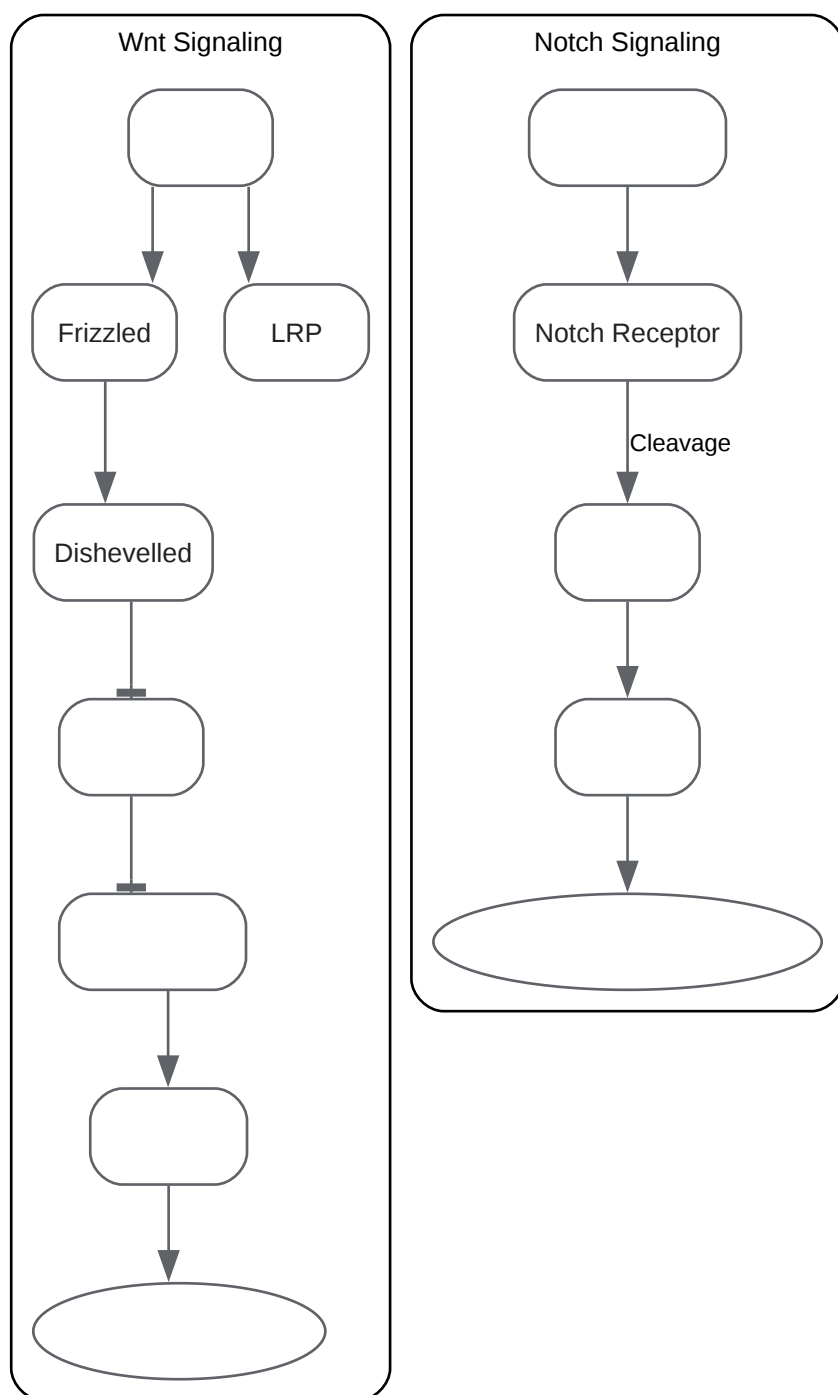 Wnt Signaling
Notch Signaling
Frizzled
LRP
Notch Receptor
Cleavage
Dishevelled